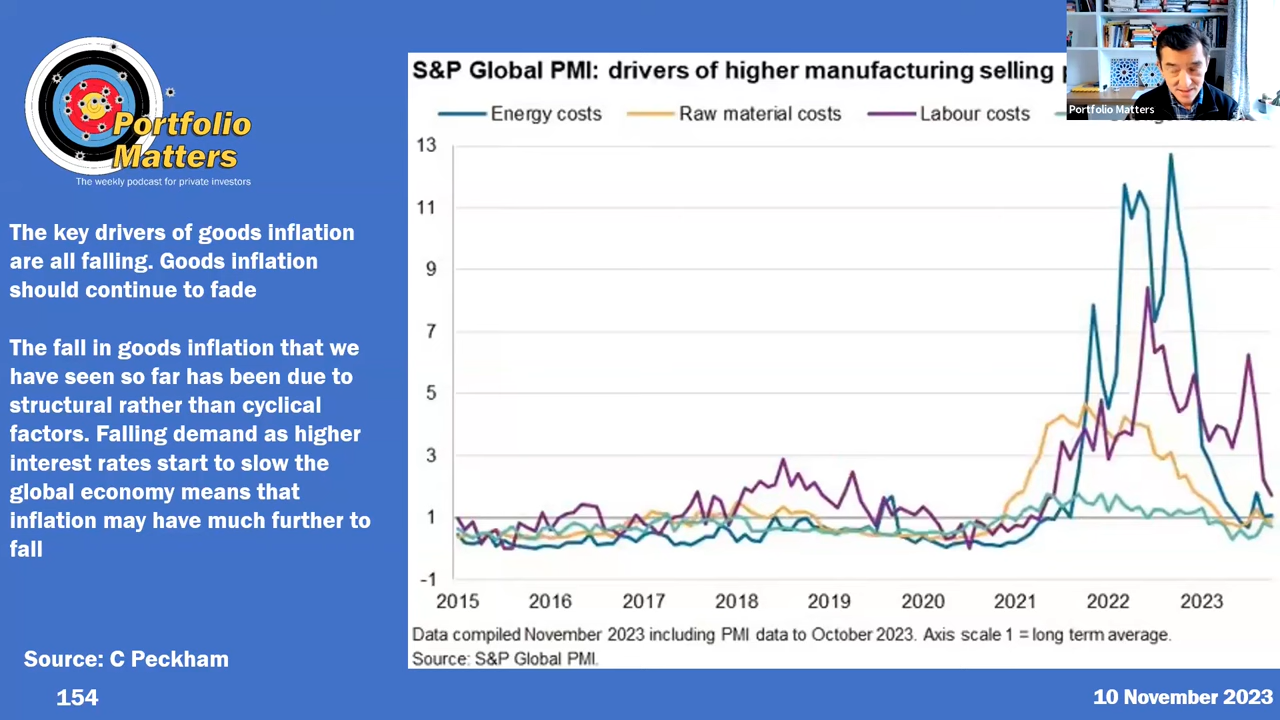 Portfolio
Matters
The weekly podcast for private investors
The key drivers of goods inflation
are all falling. Goods inflation
should continue to fade
The fall in goods inflation that we
have seen so far has been due to
structural rather than cyclical
factors. Falling demand as higher
interest rates start to slow the
global economy means that
inflation may have much further to
fall
Source: C Peckham
154
S&P Global PMI: drivers of higher manufacturing selling
Portfolio Matters
Energy costs
Raw material costs
Labour costs
13
11
9
7
5
3
1
-1
2015 2016 2017 2018 2019 2020 2021 2022 2023
Data compiled November 2023 including PMI data to October 2023. Axis scale 1 = long term average.
Source: S&P Global PMI.
10 November 2023